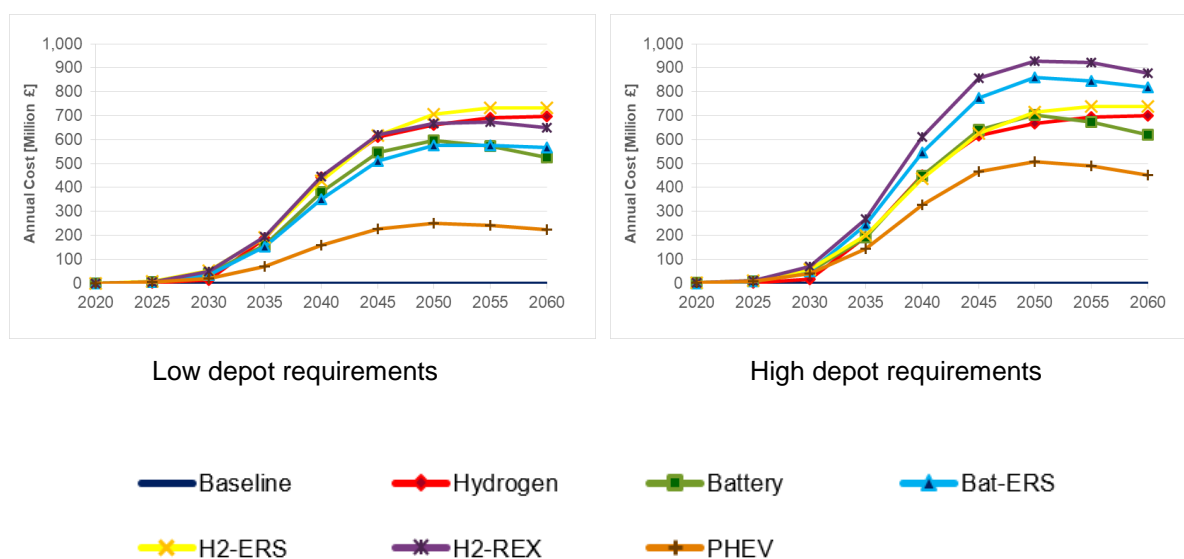 1,000
900
800
700
600
500
400
300
200
100
0
Annual Cost [Million £]
2020 2025 2030 2035 2040 2045 2050 2055 2060
Low depot requirements
1,000
900
800
700
600
500
400
300
200
100
0
Annual Cost [Million £]
2020 2025 2030 2035 2040 2045 2050 2055 2060
High depot requirements
Baseline Hydrogen Battery Bat-ERS
H2-ERS H2-REX PHEV